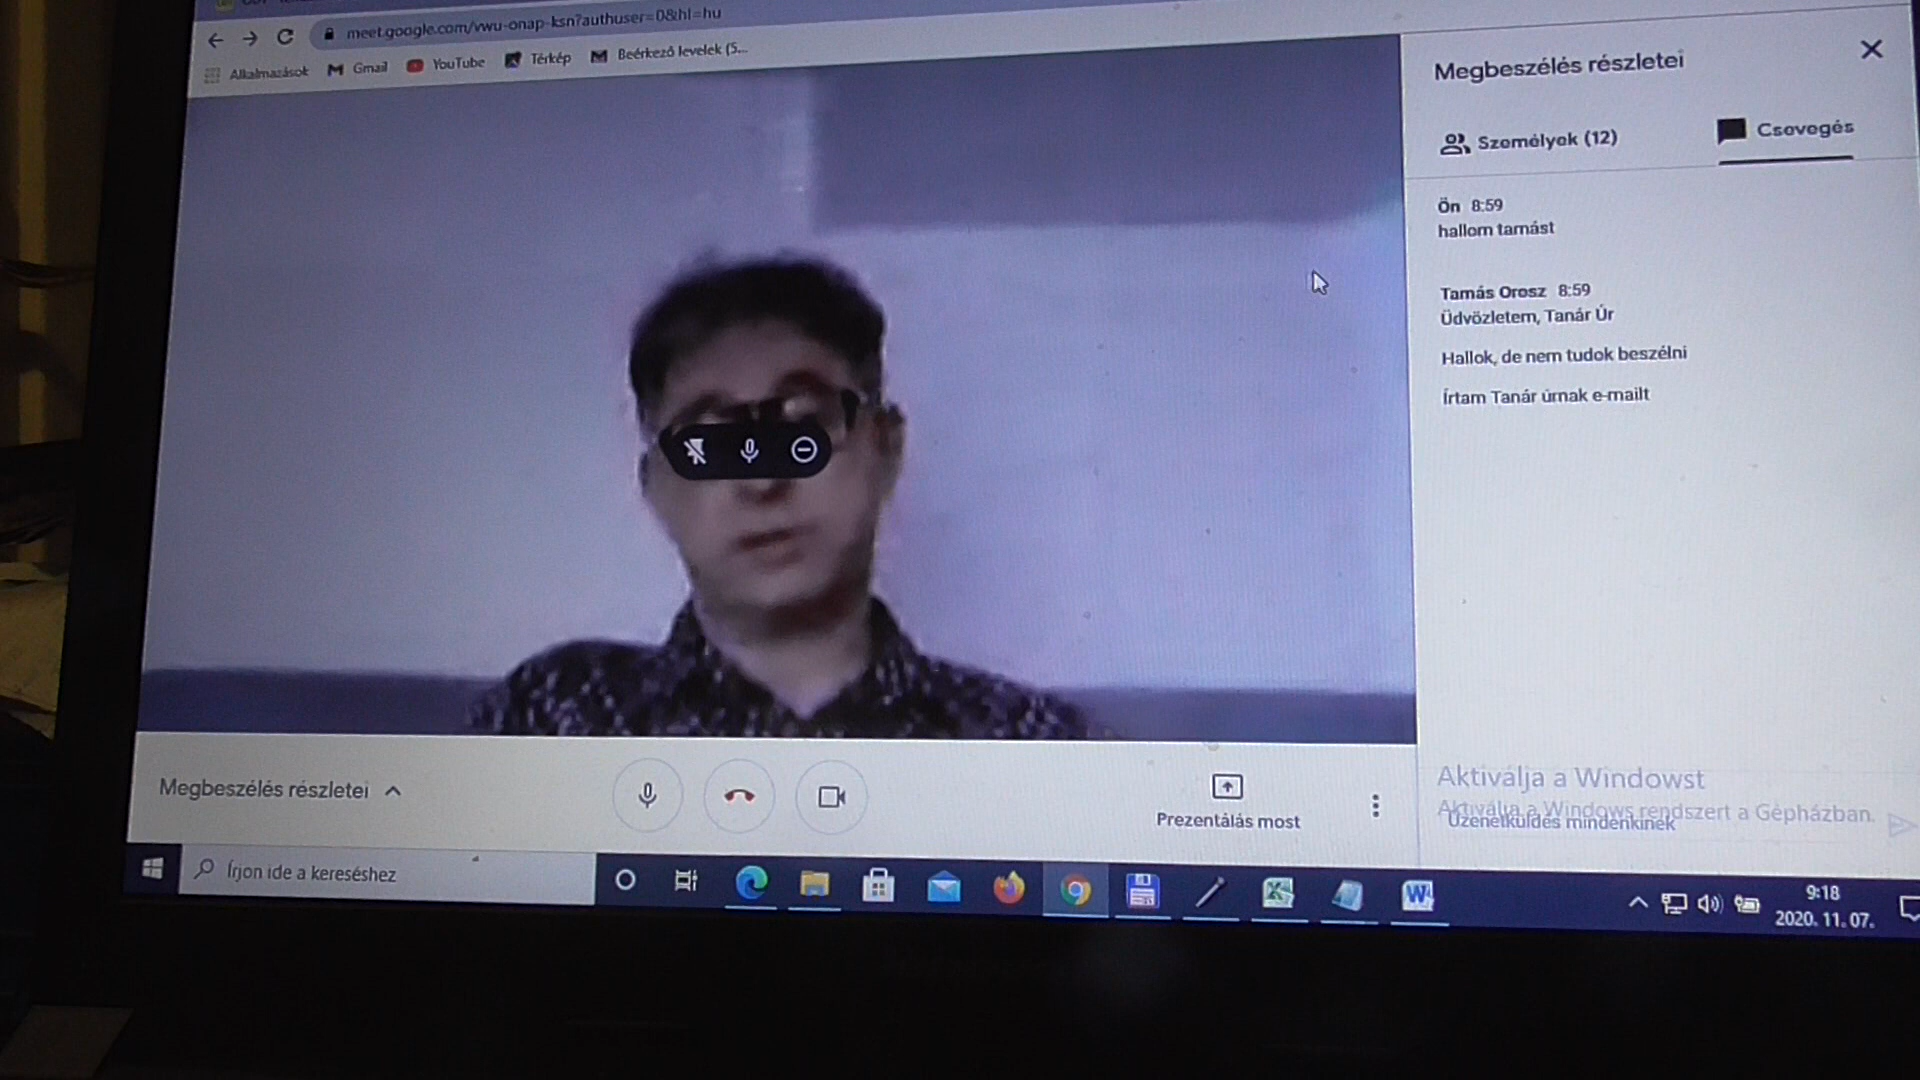 meet.google.com/vwu-onap-ksn?authuser=0&hl=hu
Alkalmazások Gmail YouTube Térkép Beérkező levelek (5...
Megbeszélés részletei
Személyek (12) Csevegés
Ön 8:59
hallom tamást
Tamás Orosz 8:59
Üdvözletem, Tanár Úr
Hallok, de nem tudok beszélni
Írtam Tanár úrnak e-mailt
Megbeszélés részletei
Prezentálás most
Aktiválja a Windowst
Aktiválja a Windows rendszert a Gépházban.
Üzenetküldés mindenkinek
Írjon ide a kereséshez
9:18
2020. 11. 07.